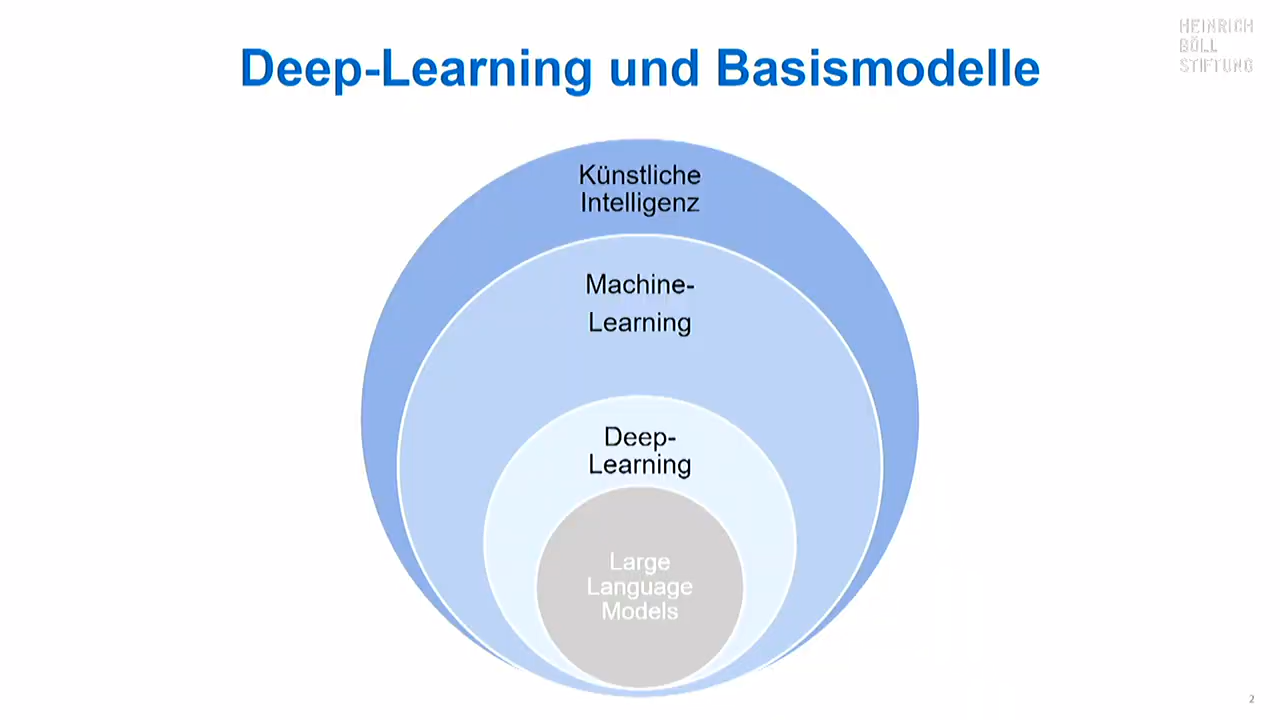 HEINRICH
BÖLL
STIFTUNG
Deep-Learning und Basismodelle
Künstliche
Intelligenz
Machine-
Learning
Deep-
Learning
Large
Language
Models
2